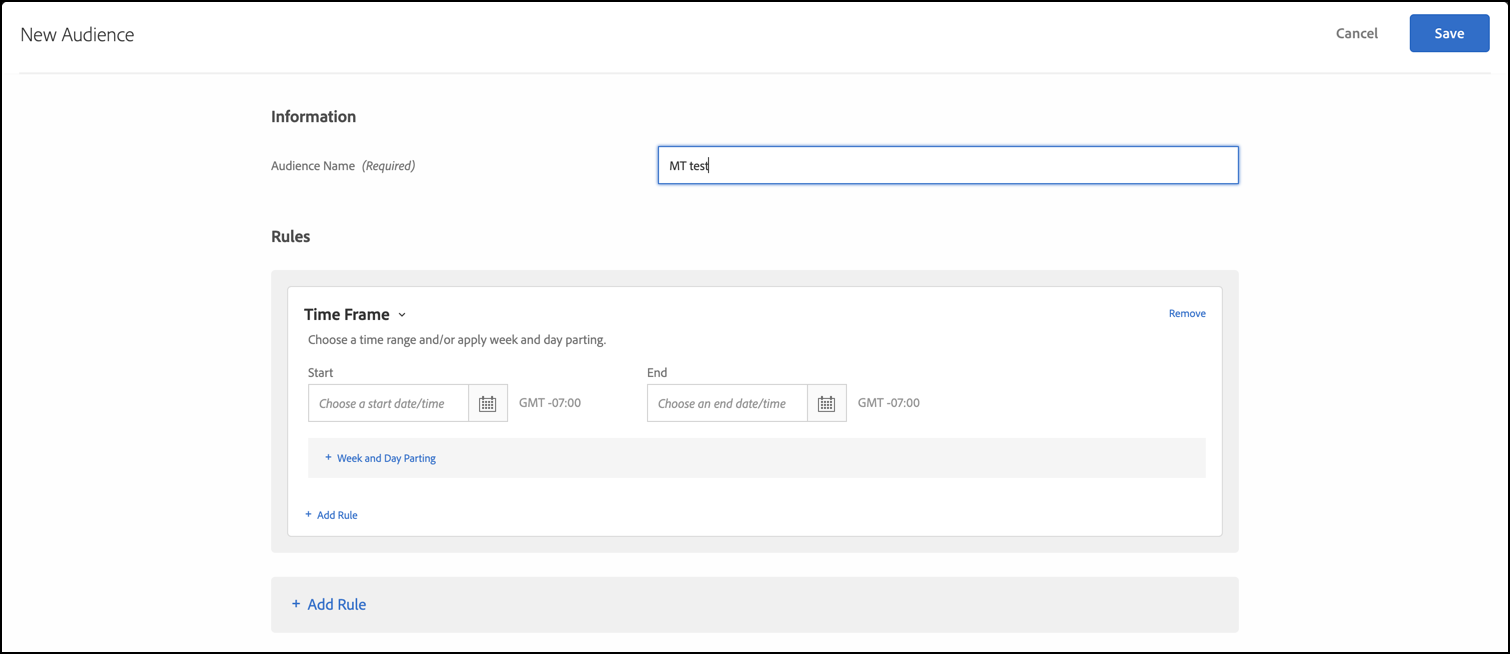 New Audience
Cancel
Save
Information
Audience Name (Required)
MT test
Rules
Time Frame
Remove
Choose a time range and/or apply week and day parting.
Start
End
Choose a start date/time
GMT -07:00
Choose an end date/time
GMT -07:00
+ Week and Day Parting
+ Add Rule
+ Add Rule